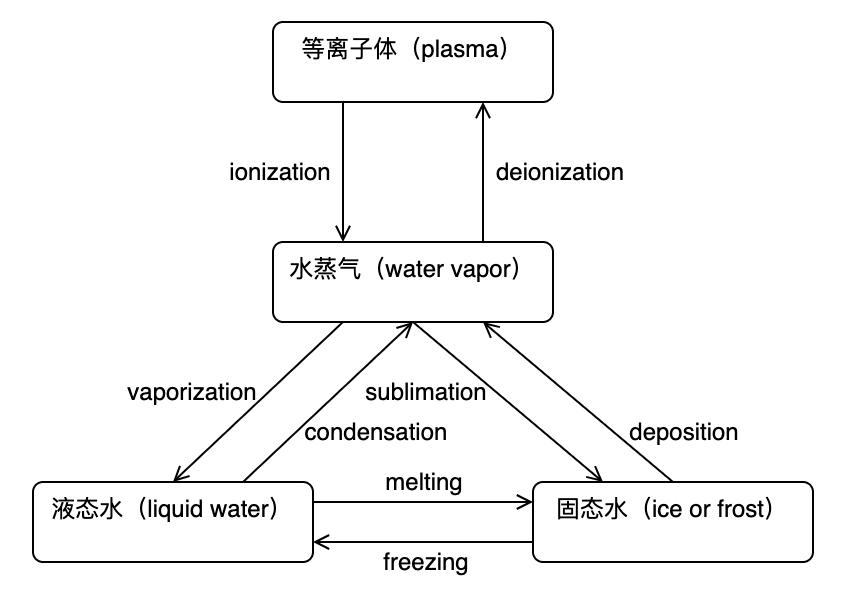 等离子体（plasma）
ionization
deionization
水蒸气（water vapor）
vaporization
sublimation
condensation
deposition
melting
液态水（liquid water）
固态水（ice or frost）
freezing